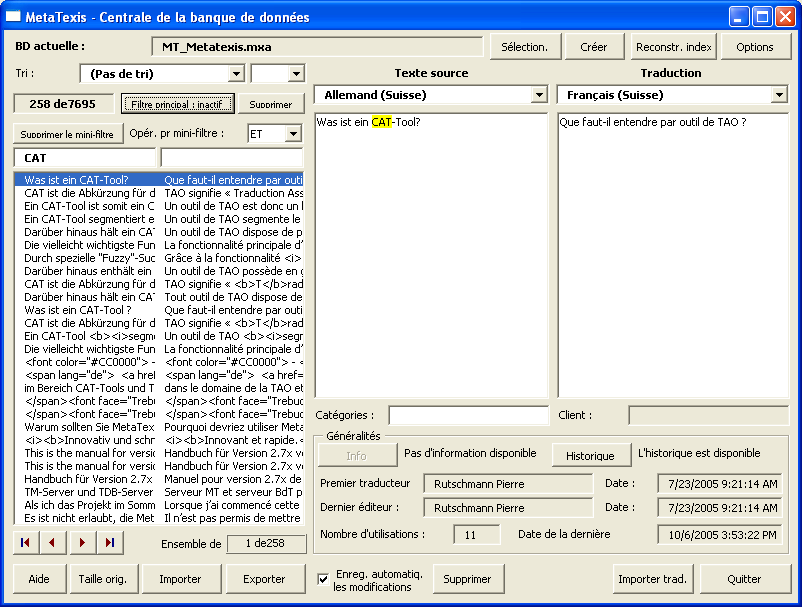 MetaTexis - Centrale de la banque de données
BD actuelle : MT_Metatexis.mxa Sélection. Créer Reconstr. index Options
Tri : (Pas de tri)
258 de7695 Filtre principal : inactif Supprimer
Supprimer le mini-filtre Opér. pr mini-filtre : ET
CAT
Was ist ein CAT-Tool? Que faut-il entendre par outi
CAT ist die Abkürzung für d TAO signifie « Traduction Ass
Ein CAT-Tool ist somit ein C Un outil de TAO est donc un l
Ein CAT-Tool segmentiert e Un outil de TAO segmente le
Darüber hinaus hält ein CAT Un outil de TAO dispose de p
Die vielleicht wichtigste Fun La fonctionnalité principale d'
Durch spezielle "Fuzzy"-Suc Grâce à la fonctionnalité <i>
Darüber hinaus enthält ein Un outil de TAO possède en g
CAT ist die Abkürzung für d TAO signifie « <b>T</b>rad
Darüber hinaus hält ein CAT Tout outil de TAO dispose de
Was ist ein CAT-Tool ? Que faut-il entendre par outi
CAT ist die Abkürzung für d TAO signifie « <b>T</b>rad
Ein CAT-Tool <b><i>segm Un outil de TAO <b><i>seg
Die vielleicht wichtigste Fun La fonctionnalité principale d'
<font color="#CC0000"> - <font color="#CC0000"> - <
<span lang="de"> <a href= <span lang="de"> <a href=
im Bereich CAT-Tools und T dans le domaine de la TAO et
</span><font face="Trebu </span><font face="Trebuc
</span><font face="Trebu </span><font face="Trebuc
Warum sollten Sie MetaTex Pourquoi devriez utiliser Meta
<i><b>Innovativ und schn <i><b>Innovant et rapide. <
This is the manual for versio Handbuch für Version 2.7x ve
This is the manual for versio Handbuch für Version 2.7x vo
Handbuch für Version 2.7x Manuel pour version 2.7x de
TM-Server und TDB-Server Serveur MT et serveur BdT p
Als ich das Projekt im Somm Lorsque j'ai commencé cette
Es ist nicht erlaubt, die Met Il n'est pas permis de mettre
Ensemble de 1 de258
Texte source
Allemand (Suisse)
Was ist ein CAT-Tool?
Traduction
Français (Suisse)
Que faut-il entendre par outil de TAO ?
Catégories : Client :
Généralités
Info Pas d'information disponible Historique L'historique est disponible
Premier traducteur Rutschmann Pierre Date : 7/23/2005 9:21:14 AM
Dernier éditeur : Rutschmann Pierre Date : 7/23/2005 9:21:14 AM
Nombre d'utilisations : 11 Date de la dernière 10/6/2005 3:53:22 PM
Aide Taille orig. Importer Exporter Enreg. automatiq.
les modifications Supprimer Importer trad. Quitter